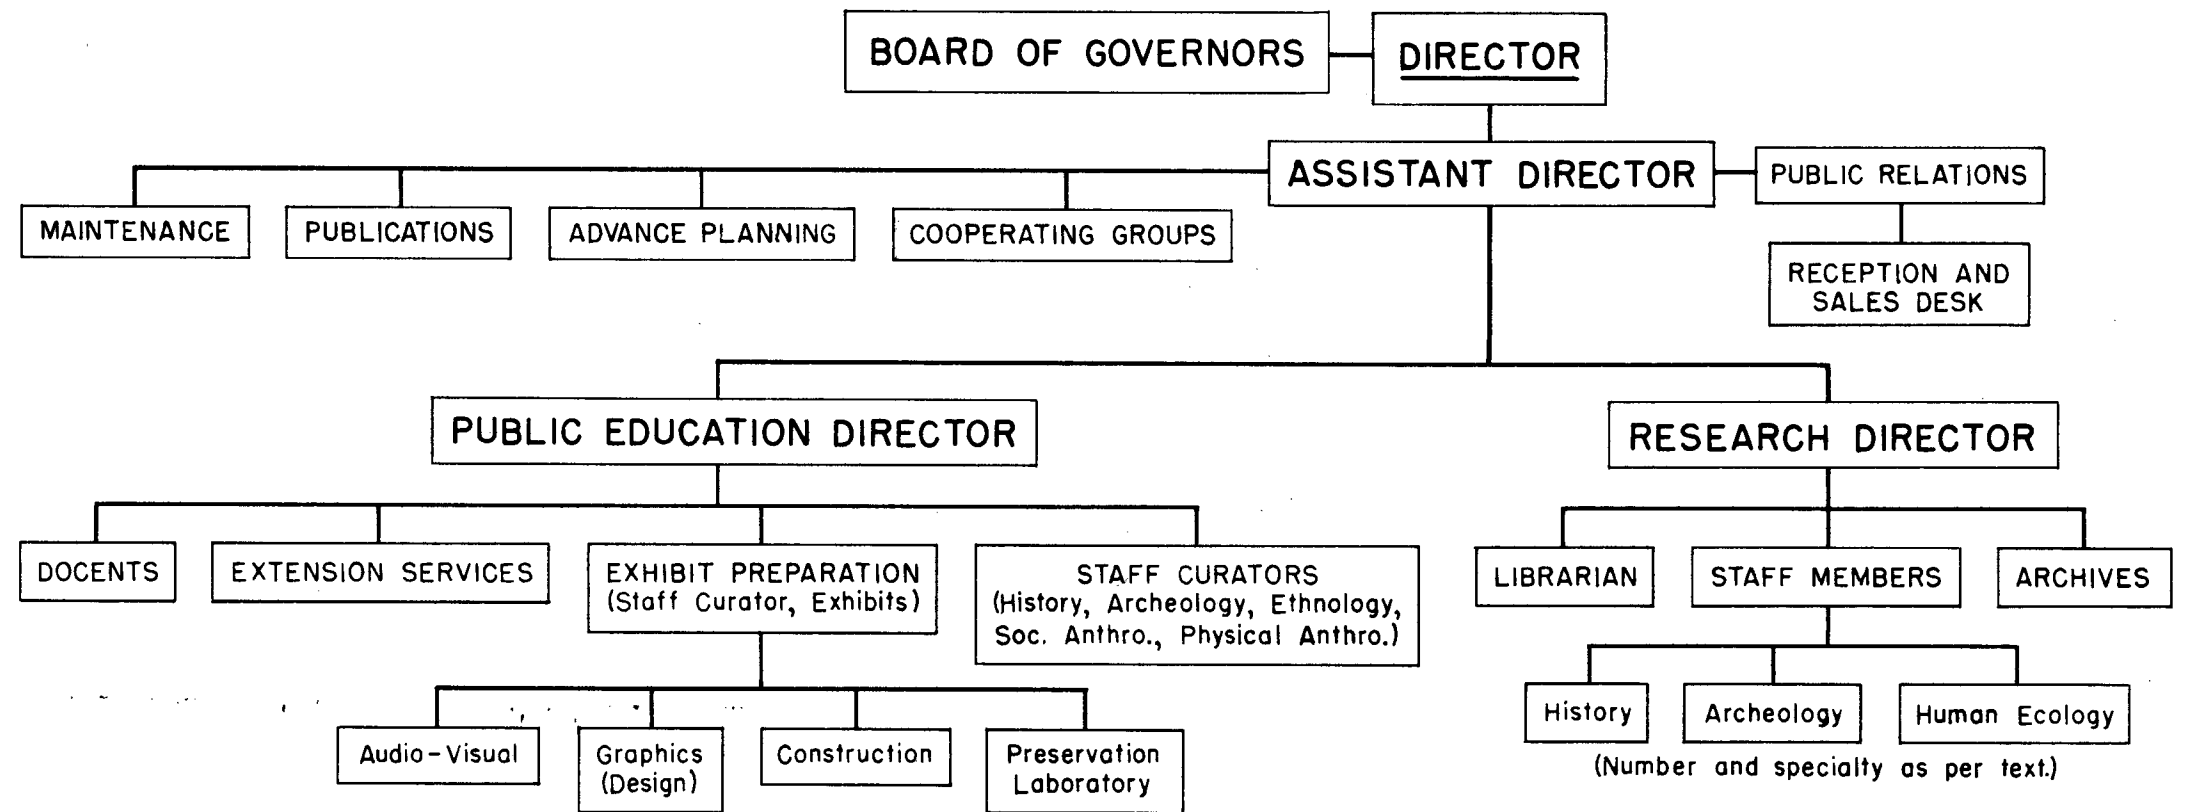 BOARD OF GOVERNORS
DIRECTOR
ASSISTANT DIRECTOR
PUBLIC RELATIONS
MAINTENANCE
PUBLICATIONS
ADVANCE PLANNING
COOPERATING GROUPS
RECEPTION AND
SALES DESK
PUBLIC EDUCATION DIRECTOR
RESEARCH DIRECTOR
DOCENTS
EXTENSION SERVICES
EXHIBIT PREPARATION
(Staff Curator, Exhibits)
STAFF CURATORS
(History, Archeology, Ethnology,
Soc. Anthro., Physical Anthro.)
LIBRARIAN
STAFF MEMBERS
ARCHIVES
Audio-Visual
Graphics
(Design)
Construction
Preservation
Laboratory
History
Archeology
Human Ecology
(Number and specialty as per text.)